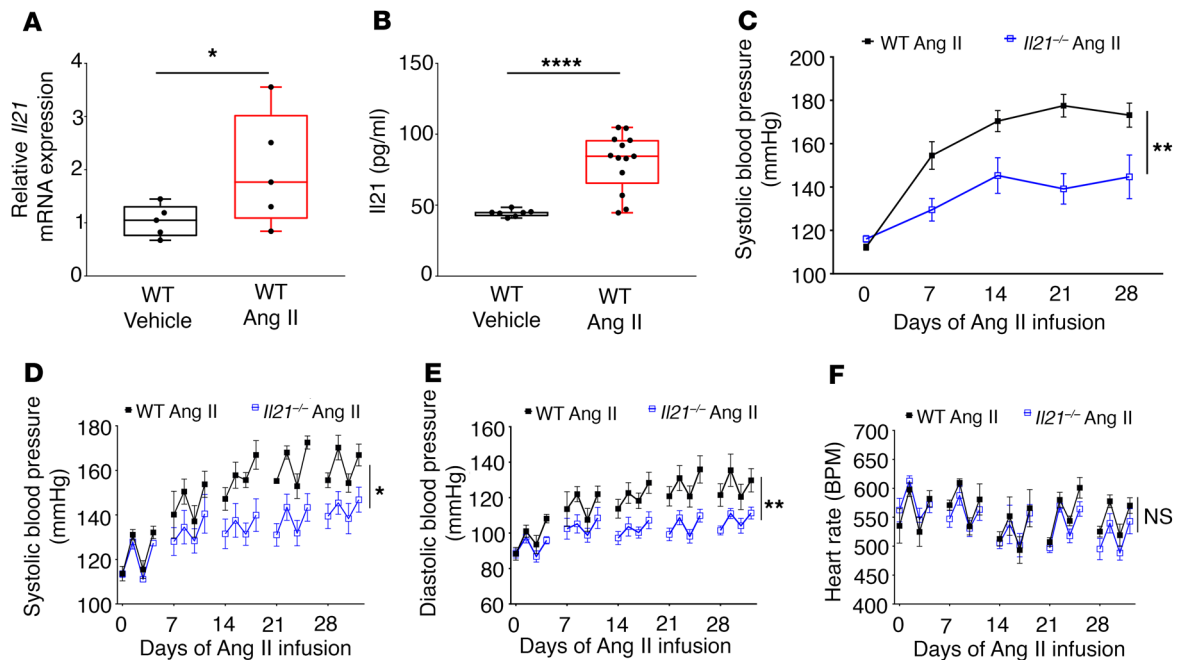 A
*
4
3
2
1
0
Relative Il21
mRNA expression
WT
Vehicle
WT
Ang II
B
****
150
100
50
0
Il21 (pg/ml)
WT
Vehicle
WT
Ang II
C
WT Ang II
Il21–/– Ang II
200
180
160
140
120
100
Systolic blood pressure
(mmHg)
**
0 7 14 21 28
Days of Ang II infusion
D
WT Ang II
Il21–/– Ang II
180
160
140
120
100
Systolic blood pressure
(mmHg)
*
0 7 14 21 28
Days of Ang II infusion
E
WT Ang II
Il21–/– Ang II
140
120
100
80
60
Diastolic blood pressure
(mmHg)
**
0 7 14 21 28
Days of Ang II infusion
F
WT Ang II
Il21–/– Ang II
700
650
600
550
500
450
400
Heart rate (BPM)
NS
0 7 14 21 28
Days of Ang II infusion